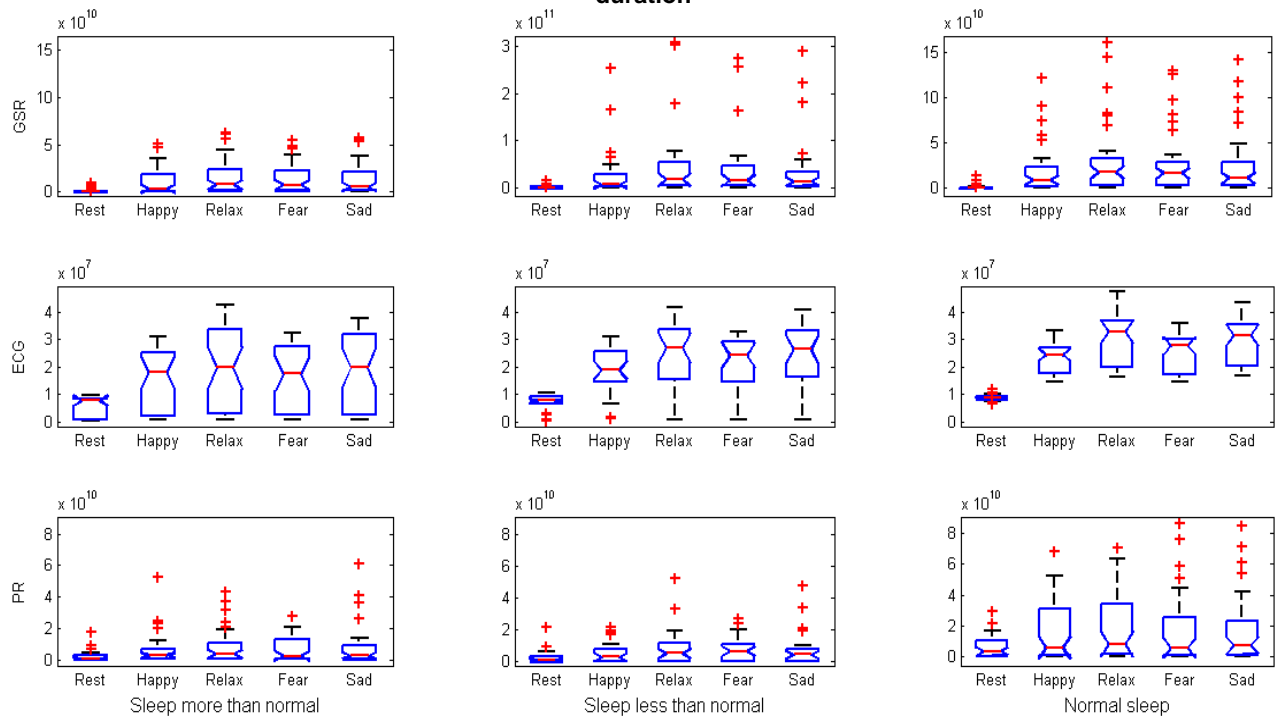 duration
x 10^10
15
10
5
0
GSR
Rest Happy Relax Fear Sad
x 10^11
3
2
1
0
Rest Happy Relax Fear Sad
x 10^10
15
10
5
0
Rest Happy Relax Fear Sad
x 10^7
4
3
2
1
0
ECG
Rest Happy Relax Fear Sad
x 10^7
4
3
2
1
0
Rest Happy Relax Fear Sad
x 10^7
4
3
2
1
0
Rest Happy Relax Fear Sad
x 10^10
8
6
4
2
0
PR
Rest Happy Relax Fear Sad
Sleep more than normal
x 10^10
8
6
4
2
0
Rest Happy Relax Fear Sad
Sleep less than normal
x 10^10
8
6
4
2
0
Rest Happy Relax Fear Sad
Normal sleep